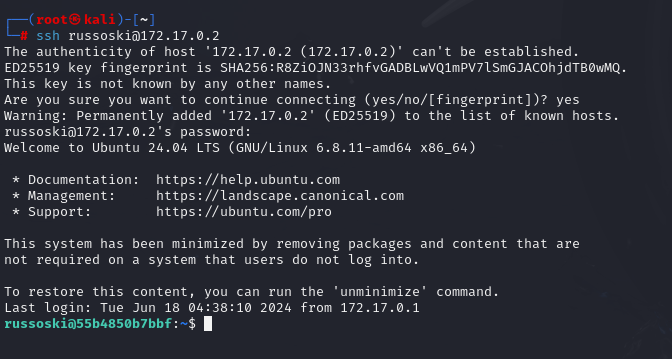 ┌──(root㉿kali)-[~]
└─# ssh russoski@172.17.0.2
The authenticity of host '172.17.0.2 (172.17.0.2)' can't be established.
ED25519 key fingerprint is SHA256:R8ZiOJN33rhfvGADBLwVQ1mPV7lSmGJACOhjdTB0wMQ.
This key is not known by any other names.
Are you sure you want to continue connecting (yes/no/[fingerprint])? yes
Warning: Permanently added '172.17.0.2' (ED25519) to the list of known hosts.
russoski@172.17.0.2's password:
Welcome to Ubuntu 24.04 LTS (GNU/Linux 6.8.11-amd64 x86_64)

 * Documentation:  https://help.ubuntu.com
 * Management:     https://landscape.canonical.com
 * Support:        https://ubuntu.com/pro

This system has been minimized by removing packages and content that are
not required on a system that users do not log into.

To restore this content, you can run the 'unminimize' command.
Last login: Tue Jun 18 04:38:10 2024 from 172.17.0.1
russoski@55b4850b7bbf:~$